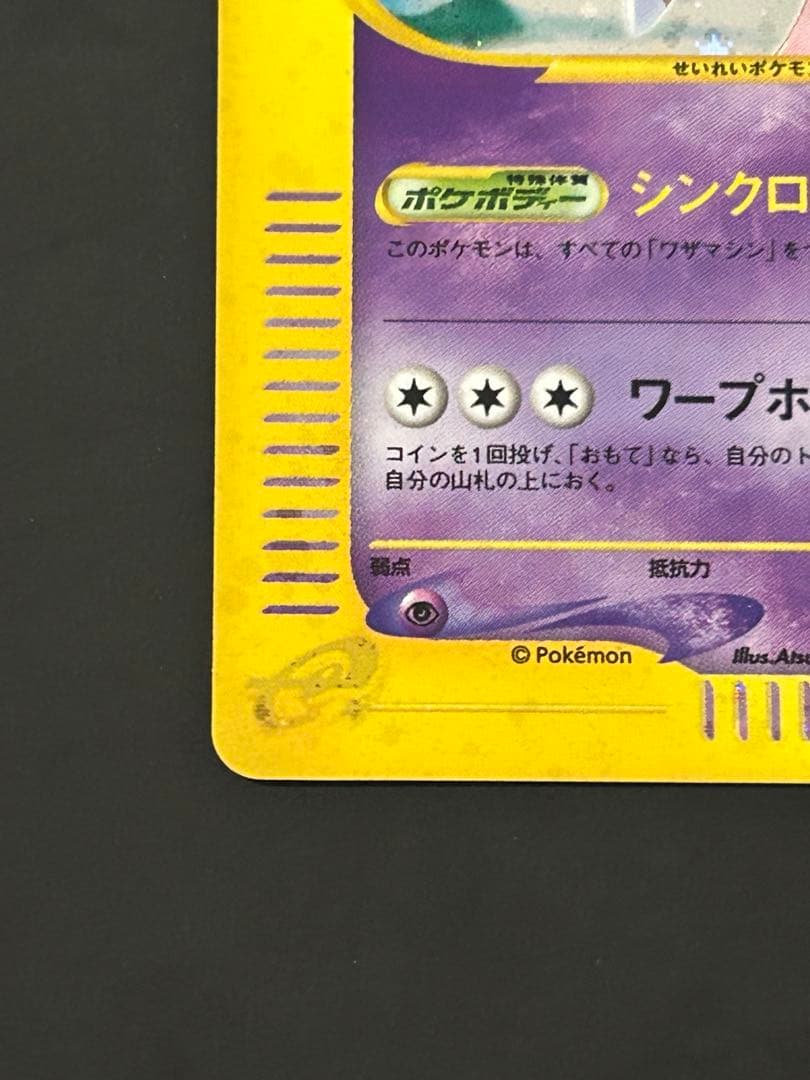 せいれいポケモ
特殊体質
ポケボディー シンクロ
このポケモンは、すべての「ワザマシン」を
ワープホ
コインを1回投げ、「おもて」なら、自分のト
自分の山札の上におく。
弱点 抵抗力
© Pokémon Illus. Atsu